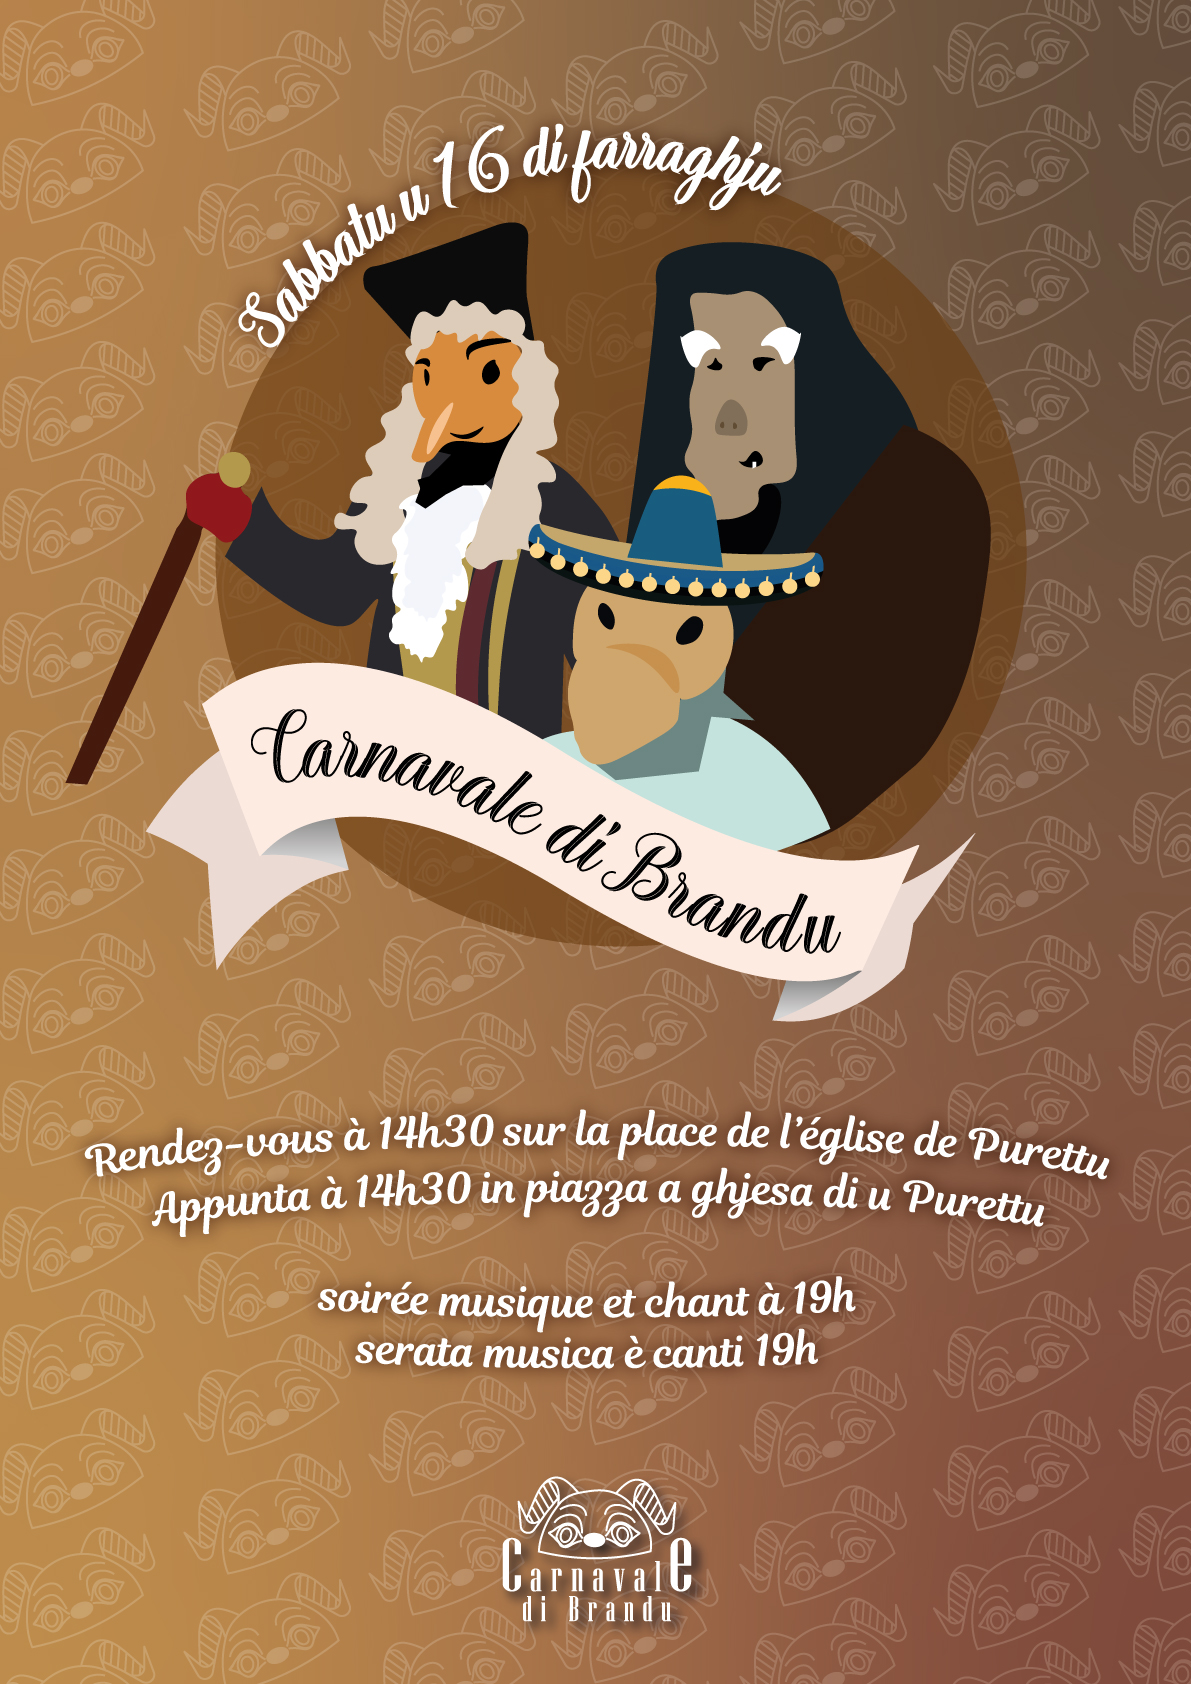 Sabbatu u 16 di farraghju
Carnavale di Brandu
Rendez-vous à 14h30 sur la place de l'église de Purettu
Appunta à 14h30 in piazza a ghjesa di u Purettu
soirée musique et chant à 19h
serata musica è canti 19h
CarnavalE
di Brandu